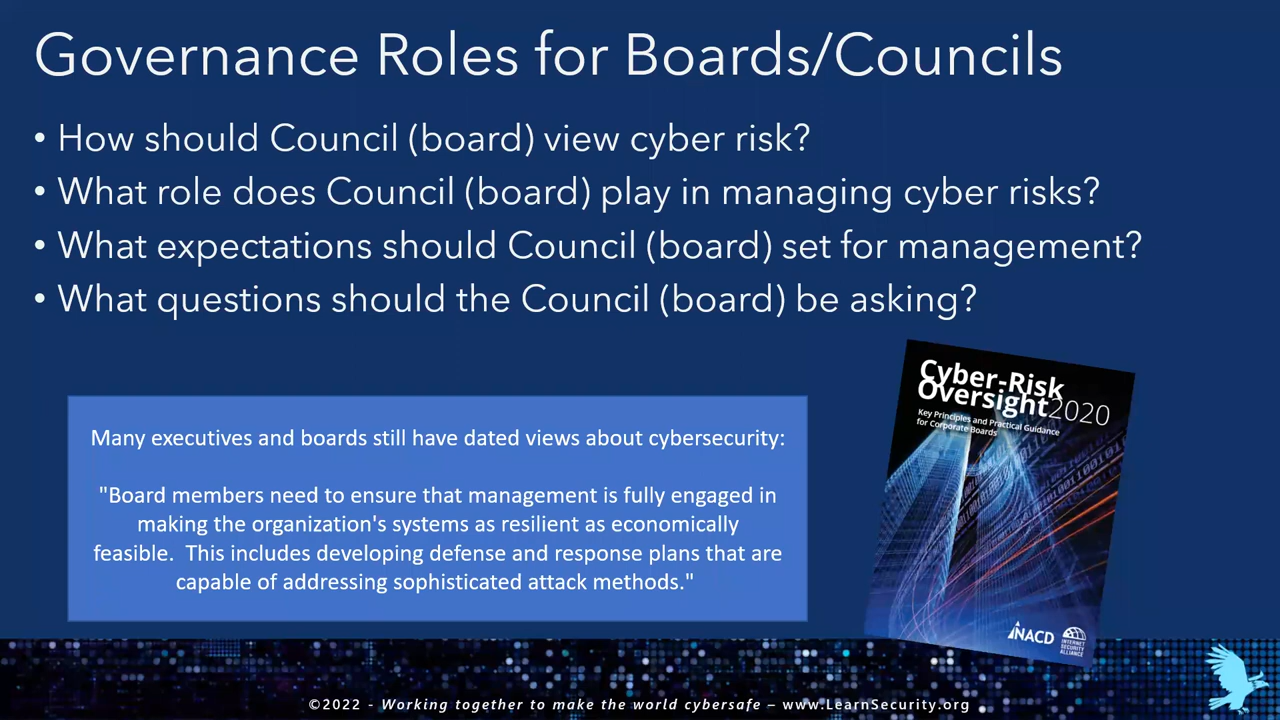 Governance Roles for Boards/Councils
• How should Council (board) view cyber risk?
• What role does Council (board) play in managing cyber risks?
• What expectations should Council (board) set for management?
• What questions should the Council (board) be asking?
Many executives and boards still have dated views about cybersecurity:
"Board members need to ensure that management is fully engaged in
making the organization's systems as resilient as economically
feasible.  This includes developing defense and response plans that are
capable of addressing sophisticated attack methods."
Cyber-Risk
Oversight2020
Key Principles and Practical Guidance
for Corporate Boards
NACD
INTERNET
SECURITY
ALLIANCE
©2022 - Working together to make the world cybersafe – www.LearnSecurity.org